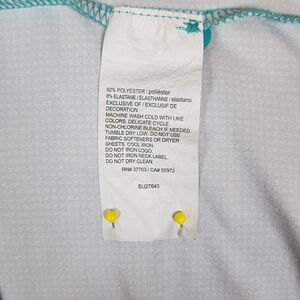 92% POLYESTER / poliéster
8% ELASTANE / ÉLASTHANNE / elastano
EXCLUSIVE OF / EXCLUSIF DE
DECORATION
MACHINE WASH COLD WITH LIKE
COLORS. DELICATE CYCLE.
NON-CHLORINE BLEACH IF NEEDED.
TUMBLE DRY LOW. DO NOT USE
FABRIC SOFTENERS OR DRYER
SHEETS. COOL IRON.
DO NOT IRON LOGO.
DO NOT IRON NECK LABEL.
DO NOT DRY CLEAN.
RN# 37763 / CA# 55972
SU27643